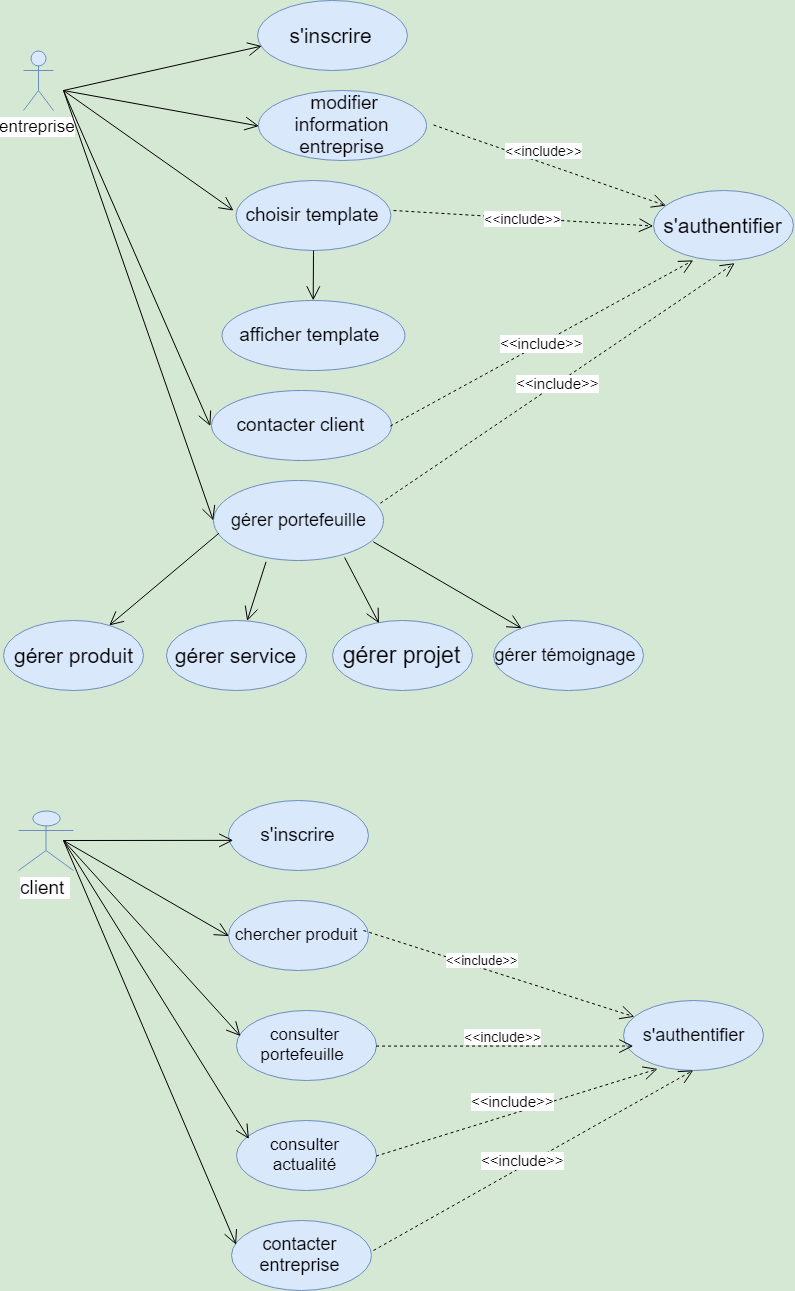 s'inscrire
entreprise
modifier
information
entreprise
<<include>>
choisir template
<<include>>
s'authentifier
afficher template
<<include>>
<<include>>
contacter client
gérer portefeuille
gérer produit
gérer service
gérer projet
gérer témoignage
s'inscrire
client
chercher produit
<<include>>
consulter
portefeuille
<<include>>
s'authentifier
<<include>>
consulter
actualité
<<include>>
contacter
entreprise